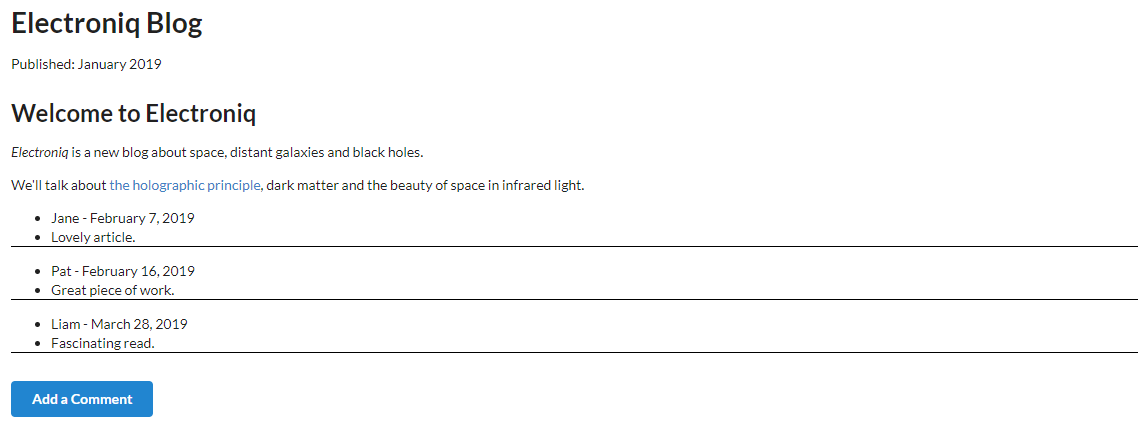 Electroniq Blog
Published: January 2019
Welcome to Electroniq
Electroniq is a new blog about space, distant galaxies and black holes.
We'll talk about the holographic principle, dark matter and the beauty of space in infrared light.
Jane - February 7, 2019
Lovely article.
Pat - February 16, 2019
Great piece of work.
Liam - March 28, 2019
Fascinating read.
Add a Comment